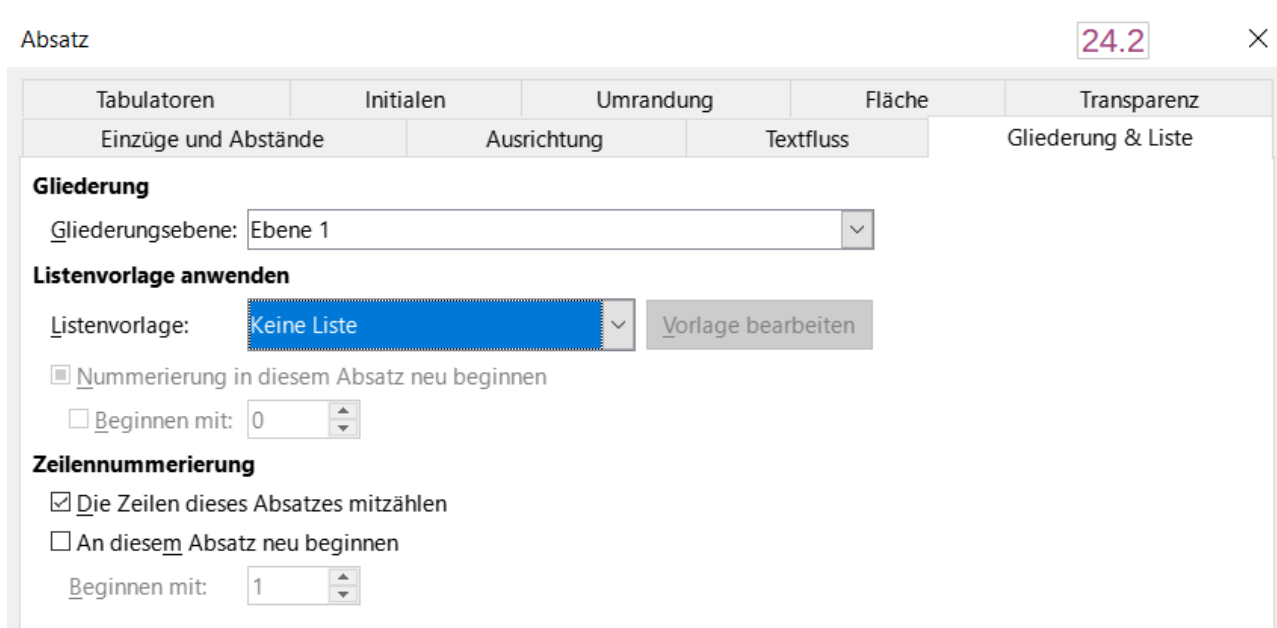 Absatz 24.2
Tabulatoren Initialen Umrandung Fläche Transparenz
Einzüge und Abstände Ausrichtung Textfluss Gliederung & Liste
Gliederung
Gliederungsebene: Ebene 1
Listenvorlage anwenden
Listenvorlage: Keine Liste Vorlage bearbeiten
Nummerierung in diesem Absatz neu beginnen
Beginnen mit: 0
Zeilennummerierung
Die Zeilen dieses Absatzes mitzählen
An diesem Absatz neu beginnen
Beginnen mit: 1